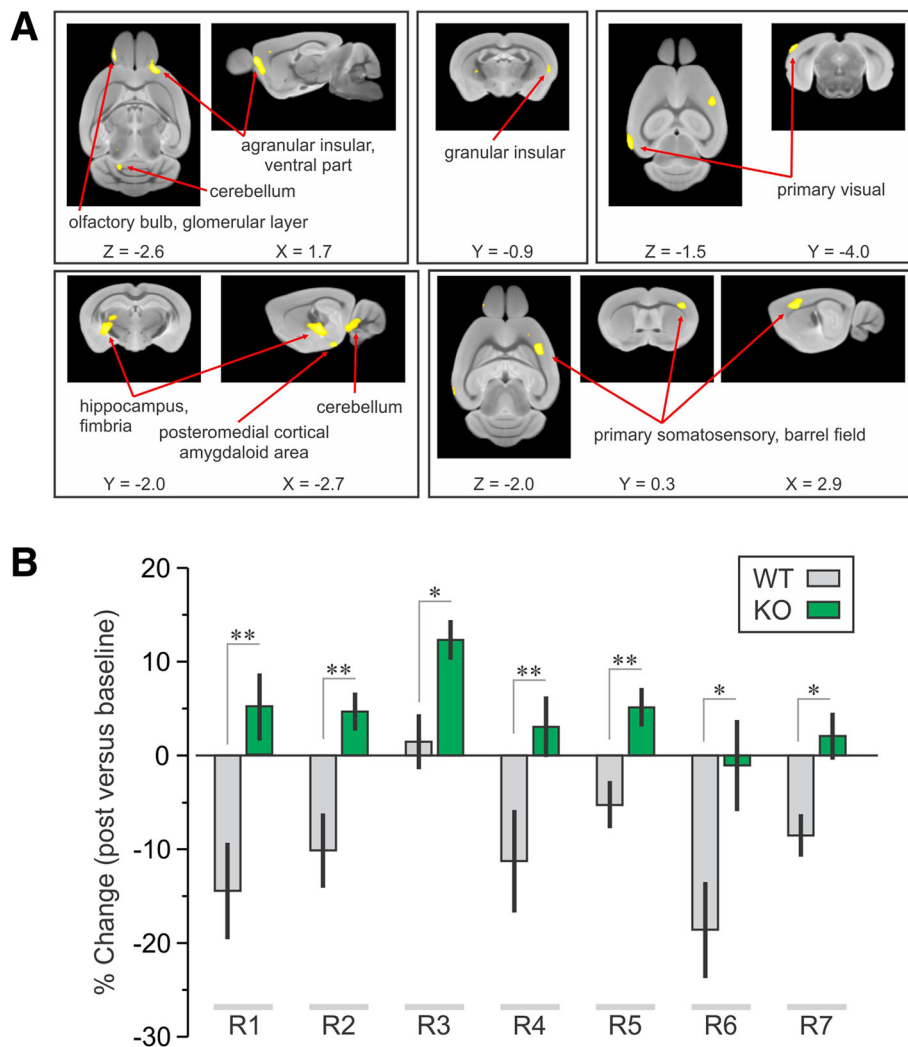 A
agranular insular,
ventral part
cerebellum
olfactory bulb, glomerular layer
Z = -2.6 X = 1.7
granular insular
Y = -0.9
primary visual
Z = -1.5 Y = -4.0
hippocampus,
fimbria
cerebellum
posteromedial cortical
amygdaloid area
Y = -2.0 X = -2.7
primary somatosensory, barrel field
Z = -2.0 Y = 0.3 X = 2.9
B
% Change (post versus baseline)
20
10
0
-10
-20
-30
WT
KO
** ** * ** ** * *
R1 R2 R3 R4 R5 R6 R7